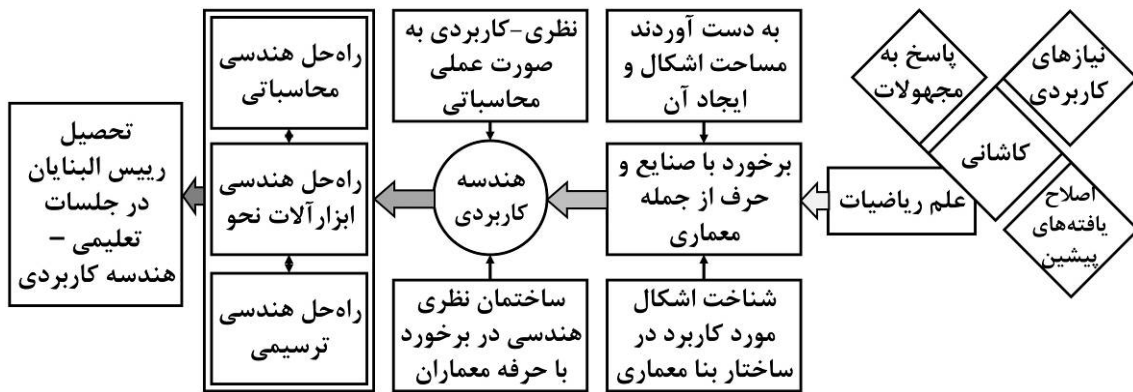 نیازهای
کاربردی
پاسخ به
مجهولات
کاشانی
اصلاح
یافته‌های
پیشین
علم ریاضیات
به دست آوردند
مساحت اشکال و
ایجاد آن
برخورد با صنایع و
حرف از جمله
معماری
شناخت اشکال
مورد کاربرد در
ساختار بنا معماری
نظری-کاربردی به
صورت عملی
محاسباتی
هندسه
کاربردی
ساختمان نظری
هندسی در برخورد
با حرفه معماران
راه‌حل هندسی
محاسباتی
راه‌حل هندسی
ابزارآلات نحو
راه‌حل هندسی
ترسیمی
تحصیل
رییس البنایان
در جلسات
تعلیمی –
هندسه کاربردی